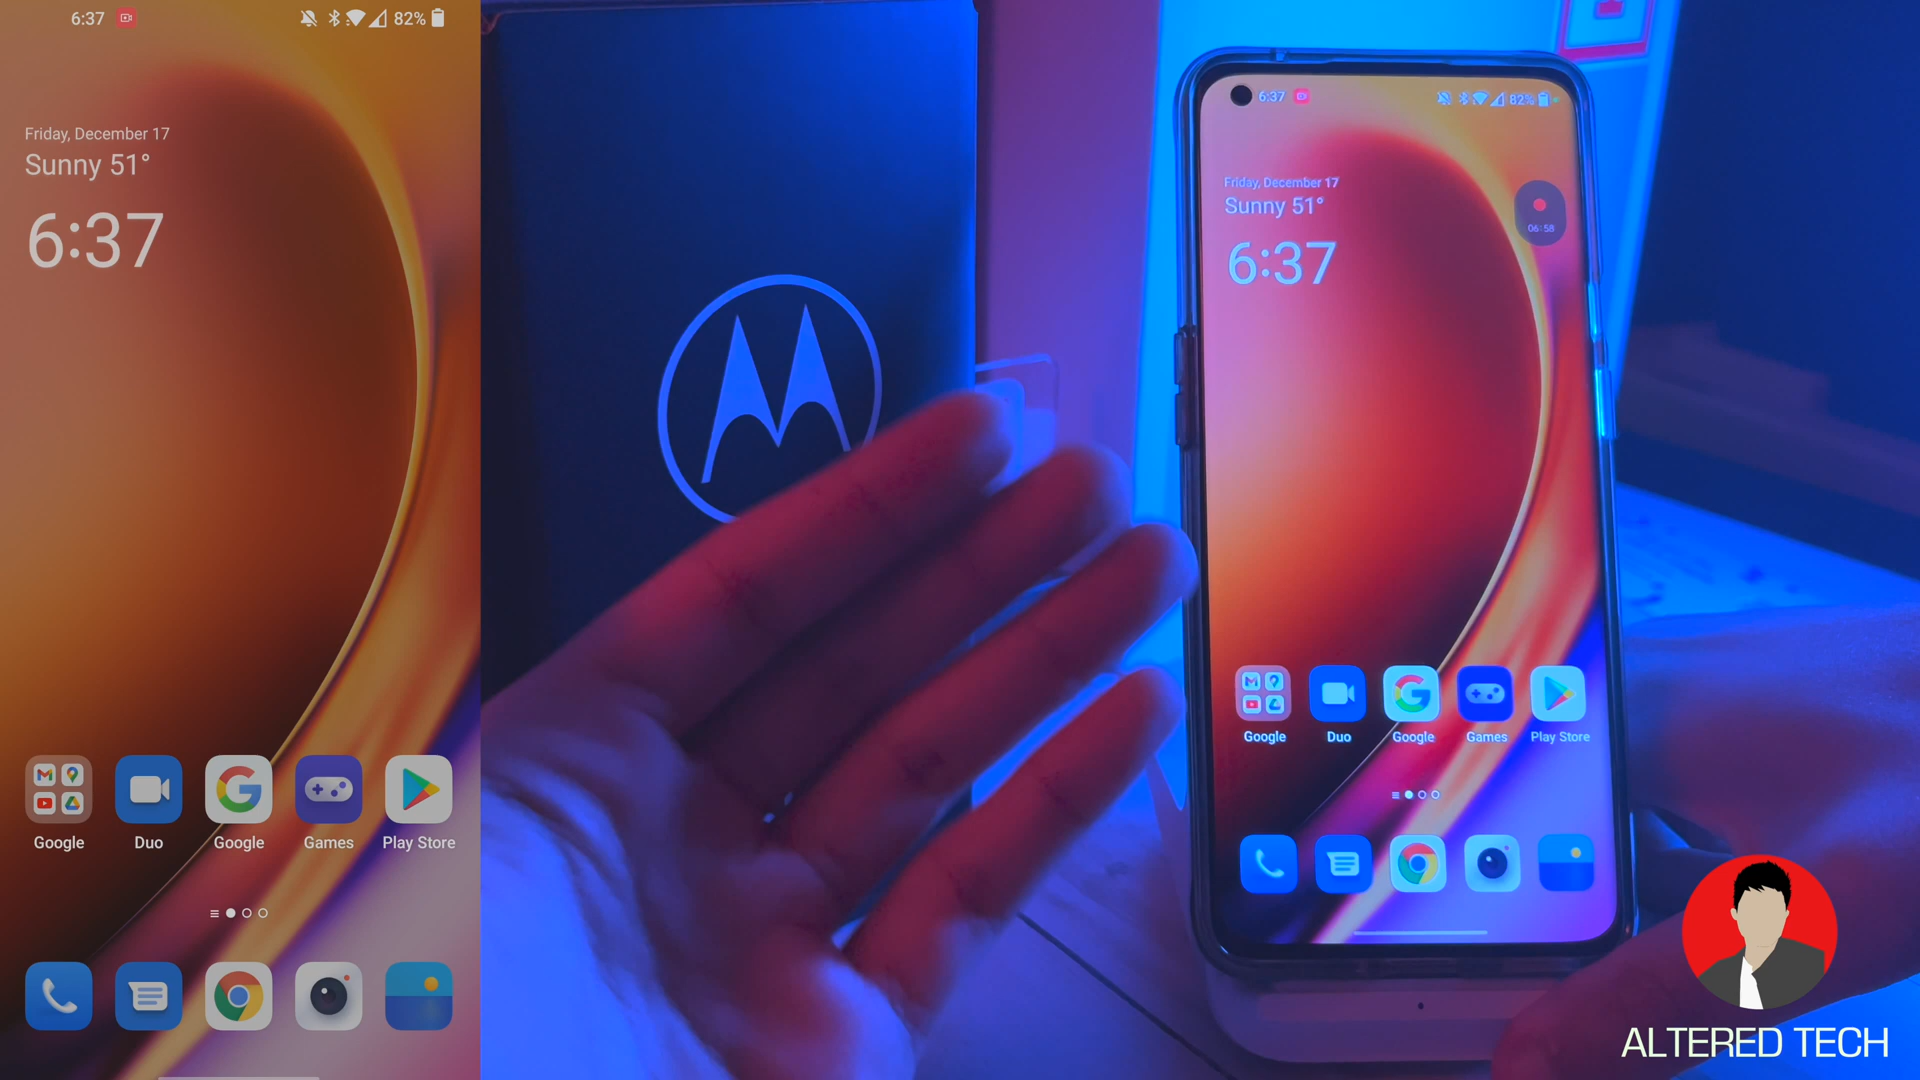 6:37
82%
Friday, December 17
Sunny 51°
6:37
Google
Duo
Google
Games
Play Store
6:37
82%
Friday, December 17
Sunny 51°
6:37
06:58
Google
Duo
Google
Games
Play Store
ALTERED TECH